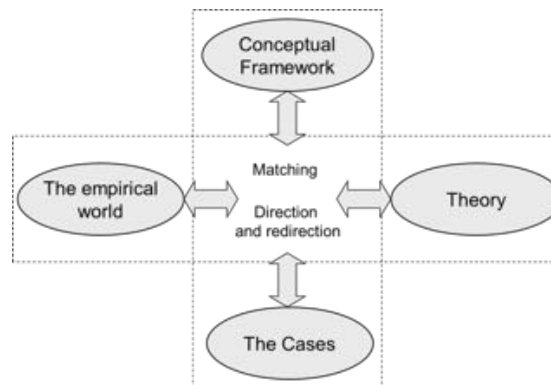 Conceptual
Framework
Matching
The empirical
world
Theory
Direction
and redirection
The Cases